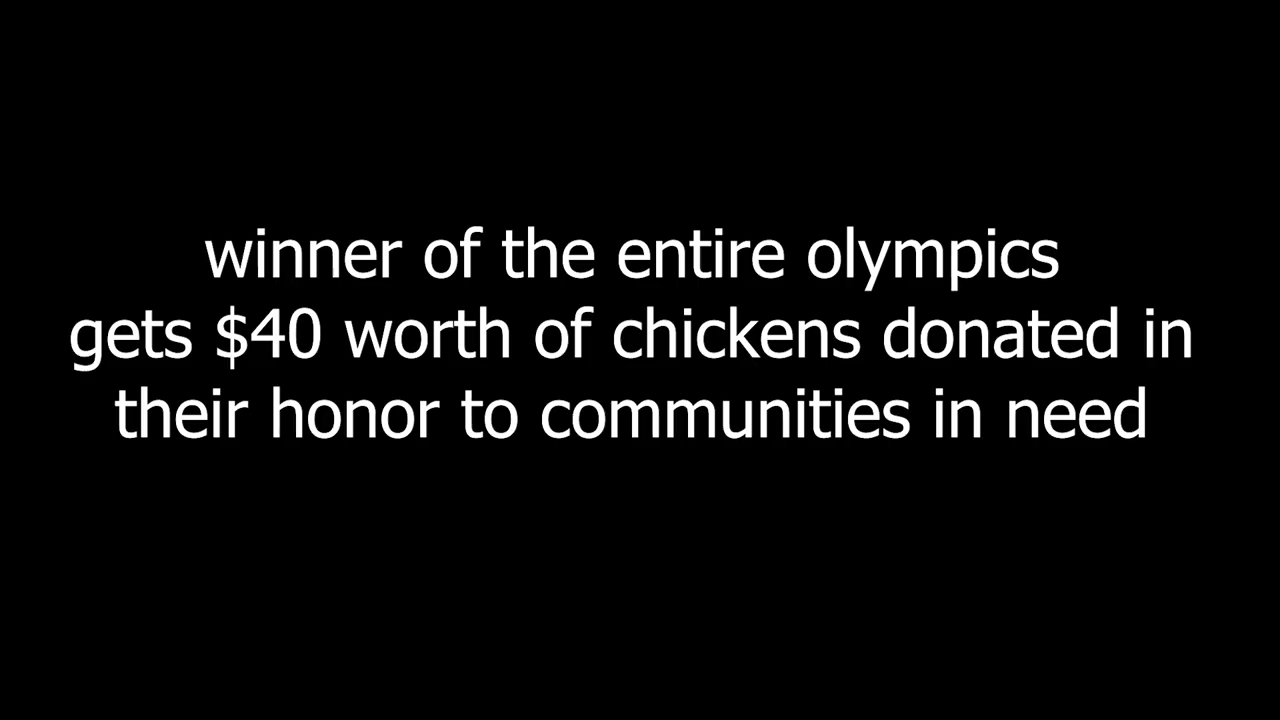 winner of the entire olympics
gets $40 worth of chickens donated in
their honor to communities in need